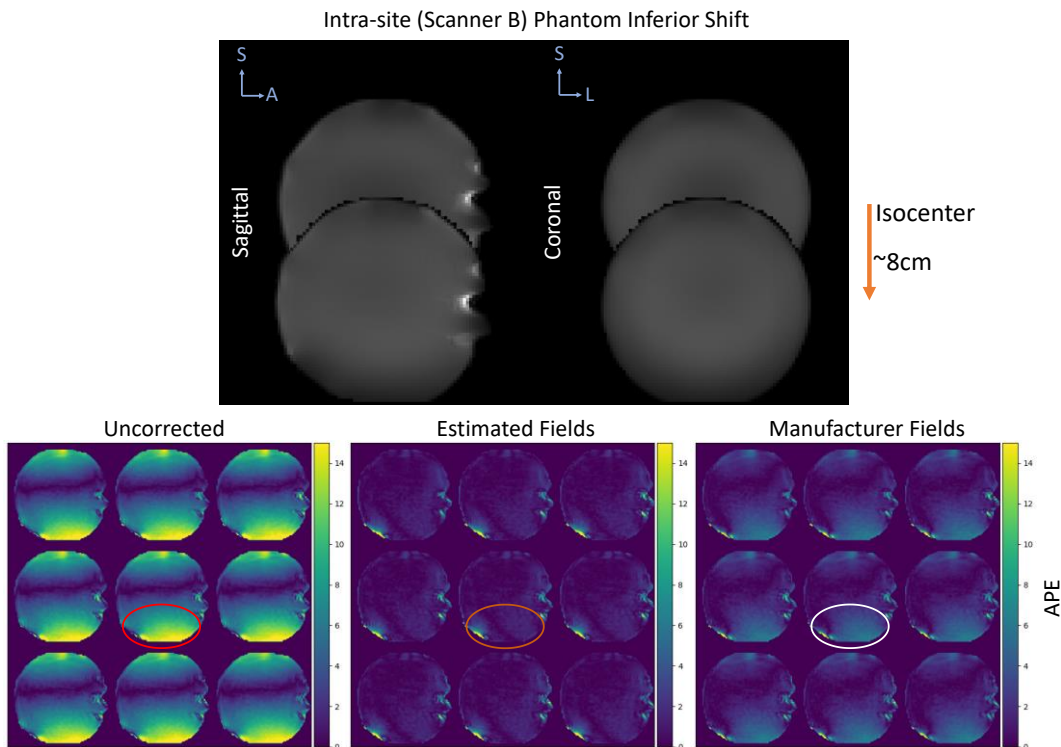 Intra-site (Scanner B) Phantom Inferior Shift
S
A
Sagittal
S
L
Coronal
Isocenter
~8cm
Uncorrected
14
12
10
8
6
4
2
0
Estimated Fields
14
12
10
8
6
4
2
0
Manufacturer Fields
14
12
10
8
6
4
2
0
APE